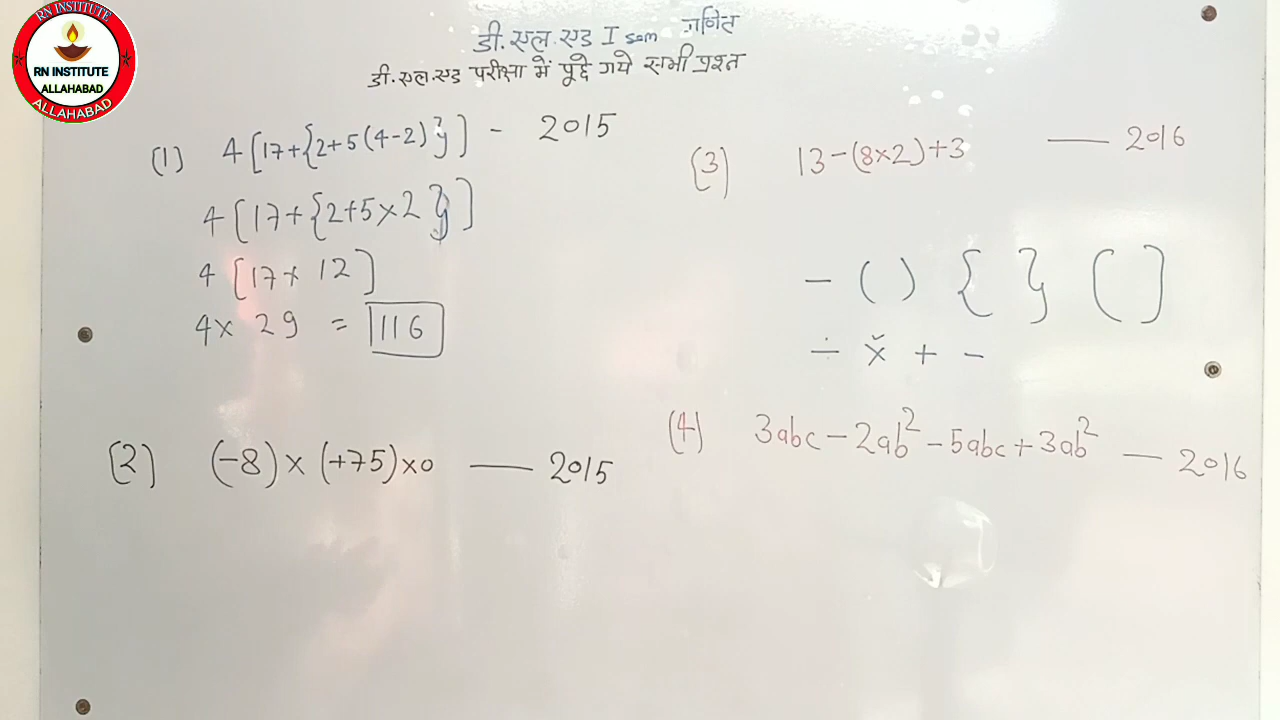 RN INSTITUTE
RN INSTITUTE
ALLAHABAD
ALLAHABAD
डी.एल.एड I sem गणित
डी.एल.एड परीक्षा में पूछे गये सभी प्रश्न
(1) 4[17+{2+5(4-2)}] - 2015
4[17+{2+5×2}]
4[17+12]
4× 29 = 116
(2) (-8)×(+75)×0 — 2015
(3) 13-(8×2)+3 — 2016
- ( ) { } [ ]
÷ × + -
(4) 3abc-2ab²-5abc+3ab² — 2016